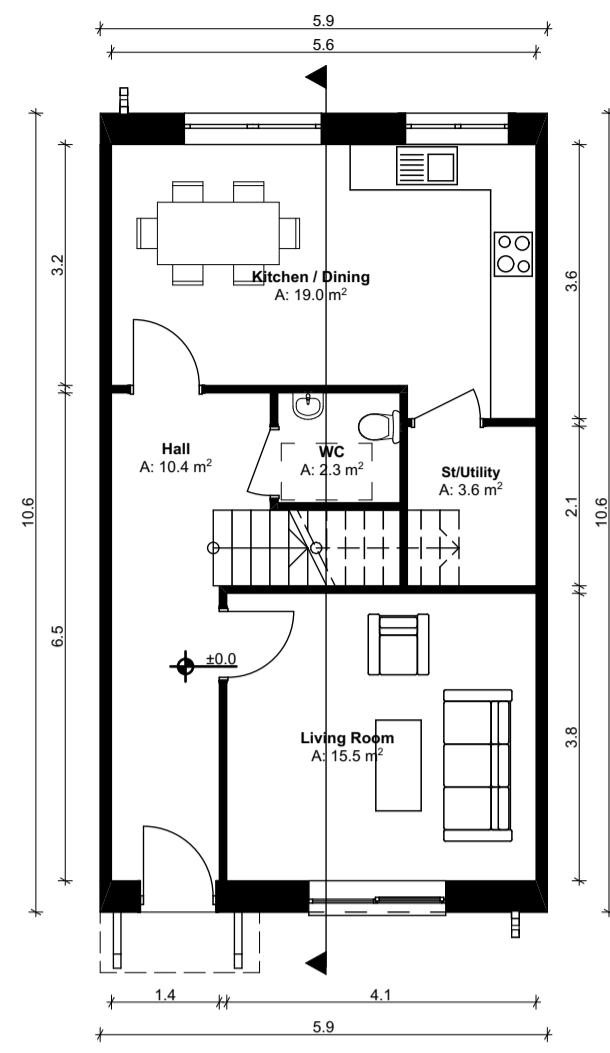 5.9
5.6
3.2
3.6
Kitchen / Dining
A: 19.0 m²
Hall
A: 10.4 m²
WC
A: 2.3 m²
St/Utility
A: 3.6 m²
10.6
2.1
10.6
6.5
±0.0
3.8
Living Room
A: 15.5 m²
1.4
4.1
5.9